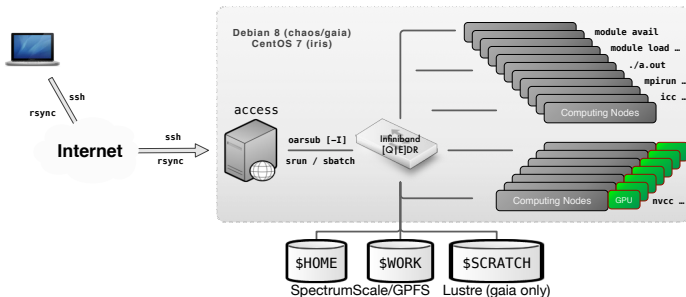 Debian 8 (chaos/gaia)
CentOS 7 (iris)
module avail
module load …
./a.out
mpirun …
icc …
Computing Nodes
ssh
rsync
access
Internet
ssh
rsync
oarsub [-I]
srun / sbatch
Infiniband
[Q|E]DR
Computing Nodes
GPU
nvcc …
$HOME
$WORK
$SCRATCH
SpectrumScale/GPFS
Lustre (gaia only)